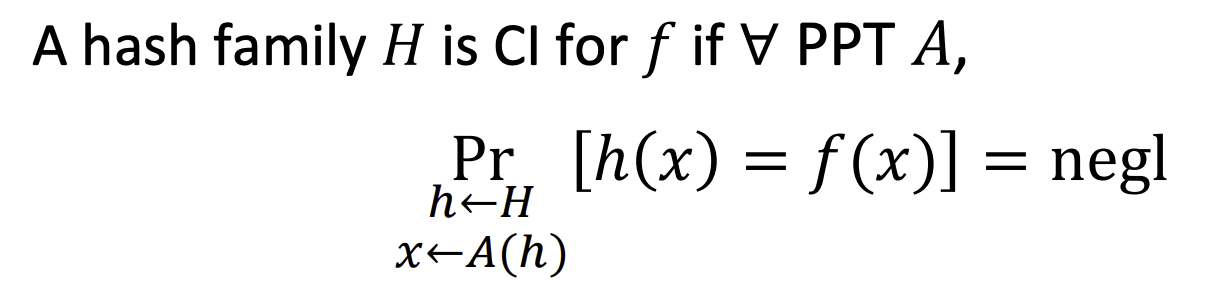 A hash family H is CI for f if ∀ PPT A,
Pr [h(x) = f(x)] = negl
h←H
x←A(h)